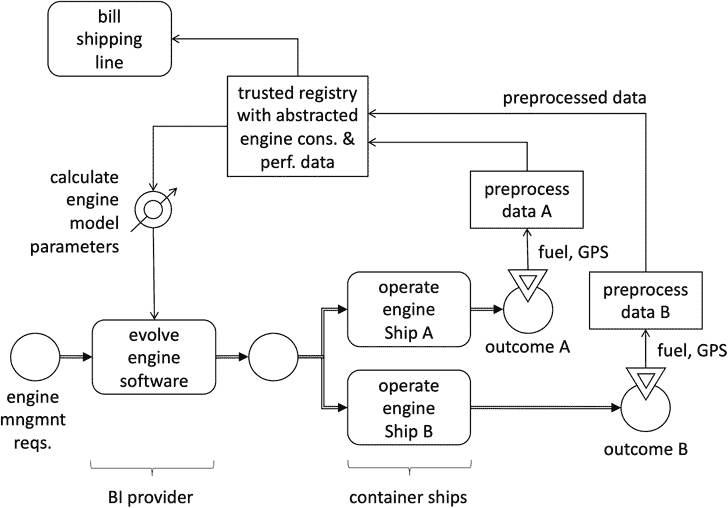 bill
shipping
line
trusted registry
with abstracted
engine cons. &
perf. data
preprocessed data
calculate
engine
model
parameters
preprocess
data A
fuel, GPS
operate
engine
Ship A
outcome A
preprocess
data B
fuel, GPS
evolve
engine
software
engine
mngmnt
reqs.
operate
engine
Ship B
outcome B
BI provider
container ships